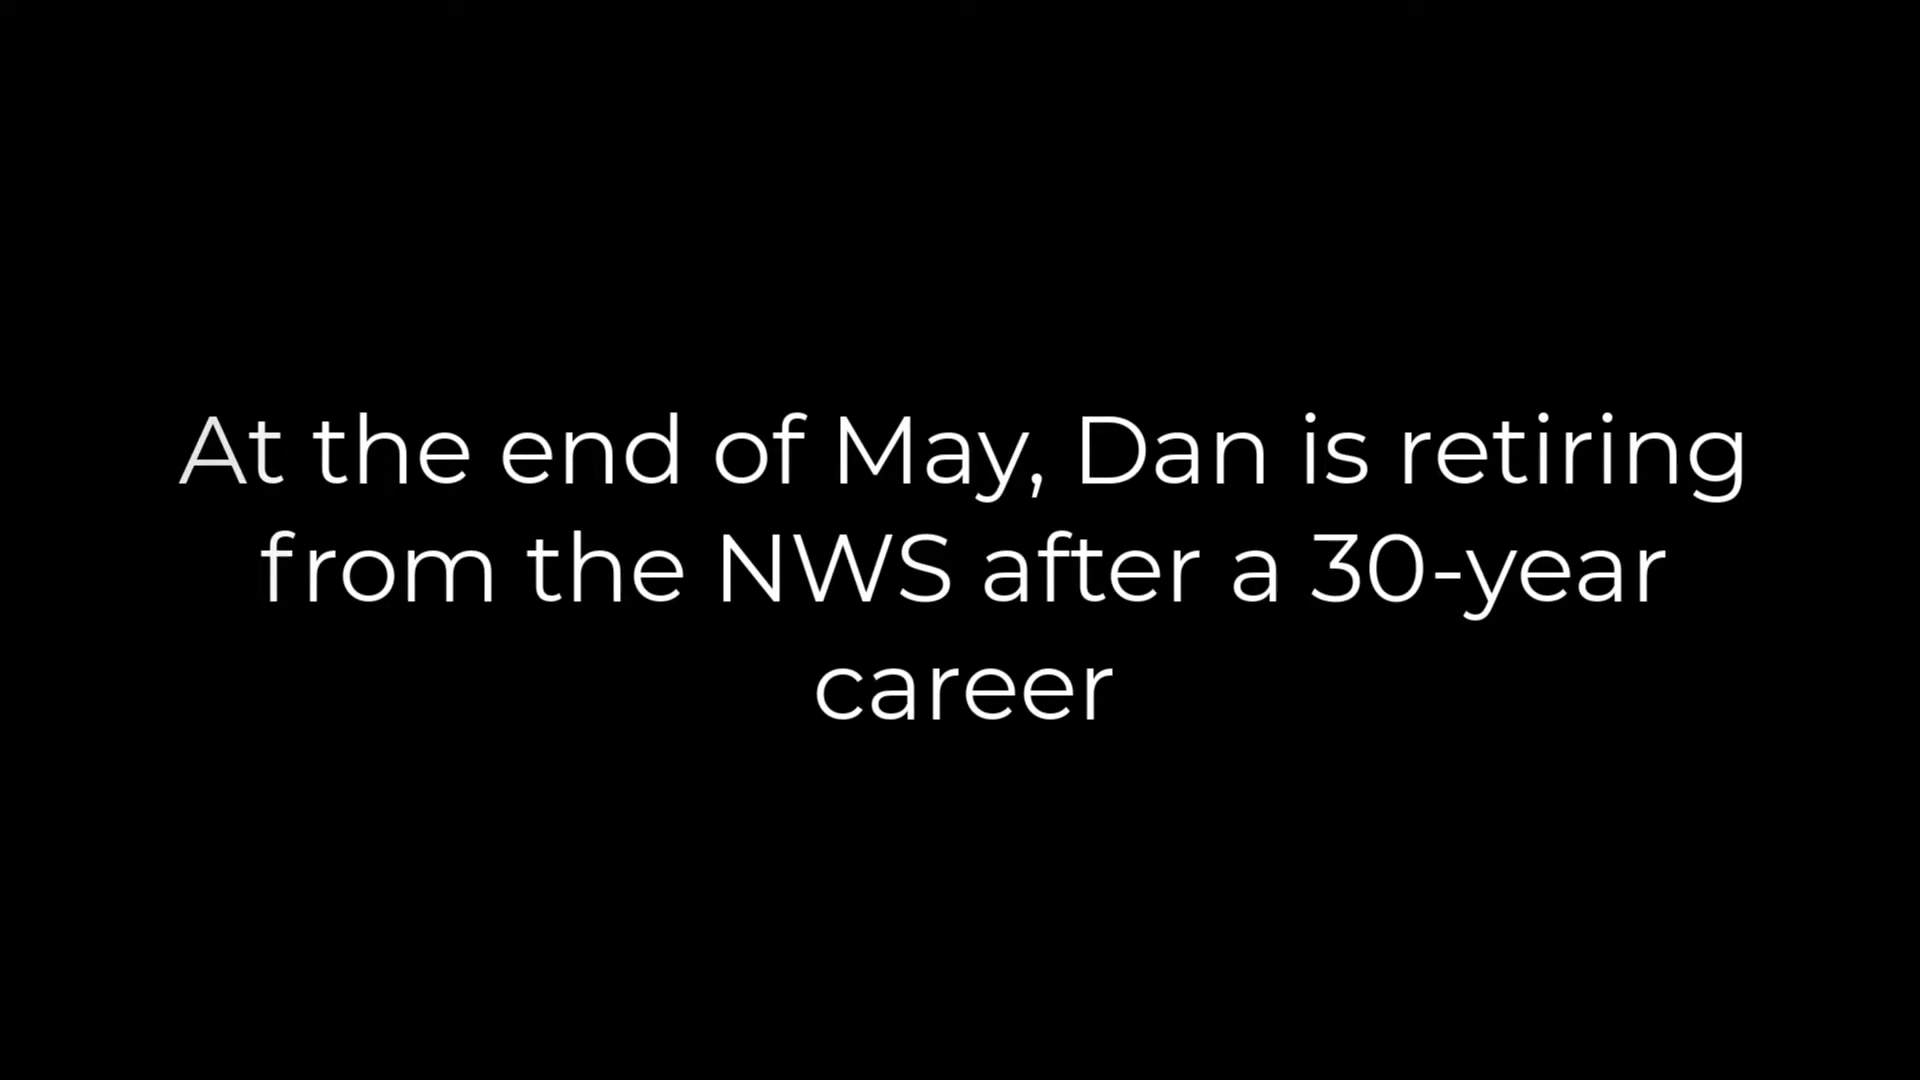 At the end of May, Dan is retiring
from the NWS after a 30-year
career